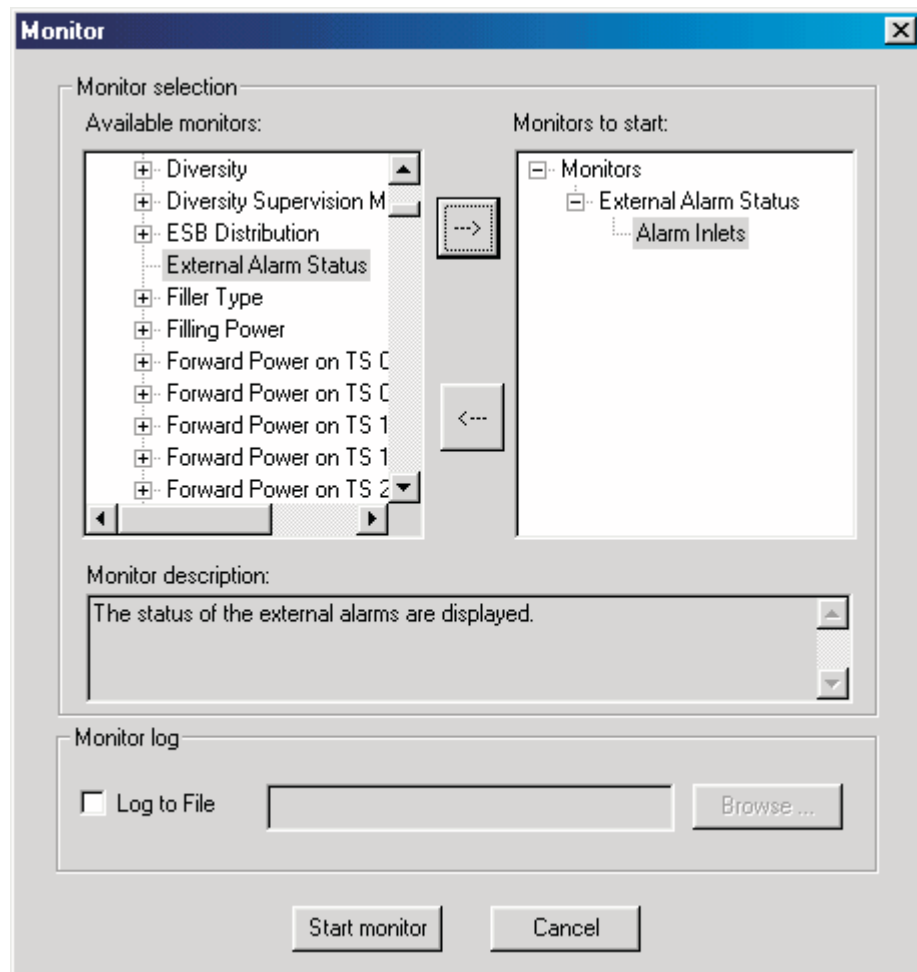 Monitor
Monitor selection
Available monitors:
Monitors to start:
Diversity
Diversity Supervision M
ESB Distribution
External Alarm Status
Filler Type
Filling Power
Forward Power on TS 0
Forward Power on TS 0
Forward Power on TS 1
Forward Power on TS 1
Forward Power on TS 2
--->
<---
Monitors
External Alarm Status
Alarm Inlets
Monitor description:
The status of the external alarms are displayed.
Monitor log
Log to File
Browse ...
Start monitor
Cancel